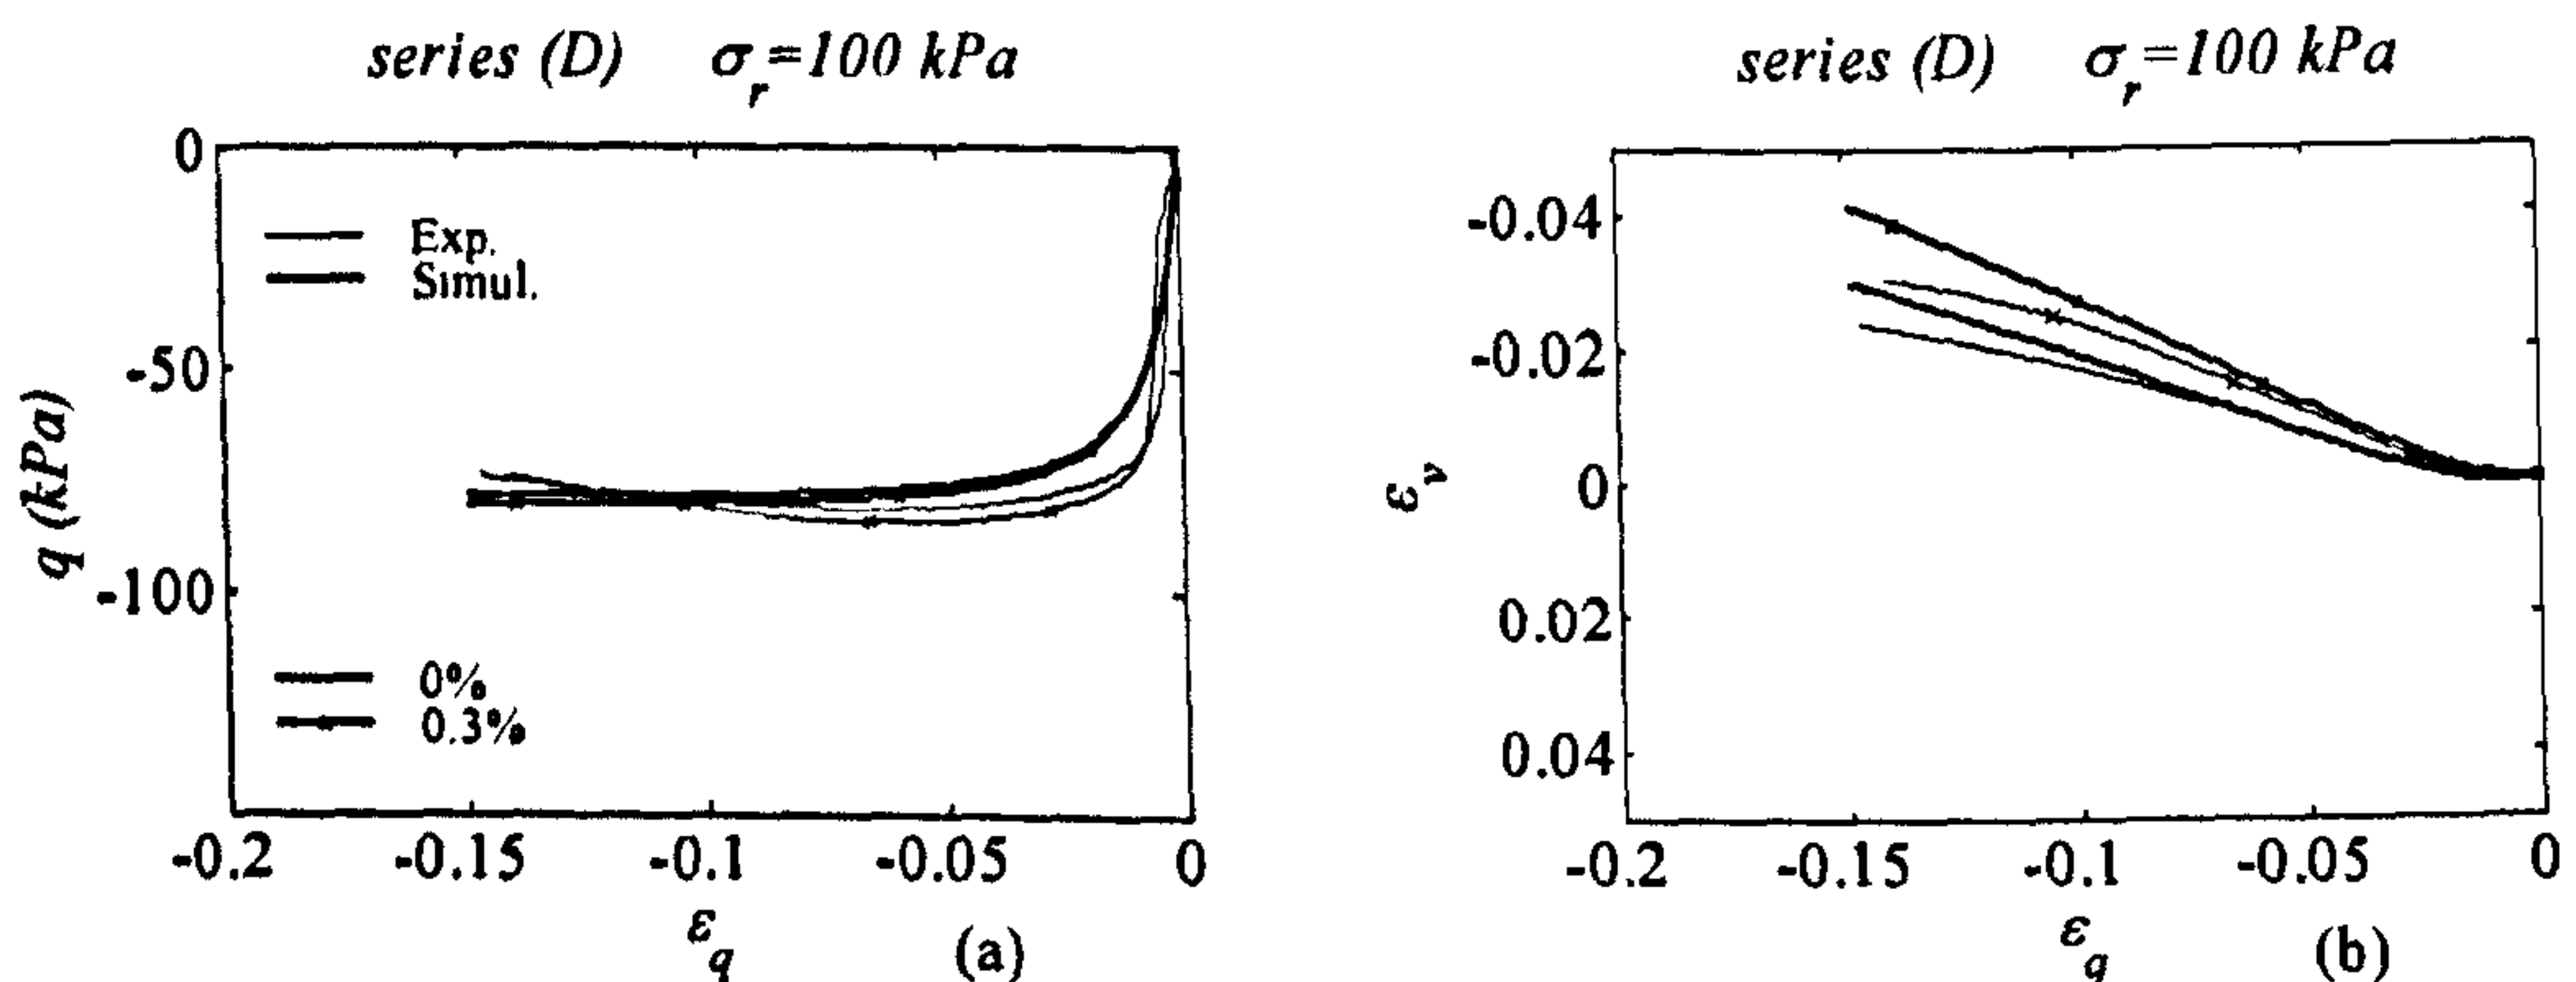 series (D) σr=100 kPa
0
-50
-100
q (kPa)
Exp.
Simul.
0%
0.3%
-0.2 -0.15 -0.1 -0.05 0
εq (a)
series (D) σr=100 kPa
-0.04
-0.02
0
0.02
0.04
εv
-0.2 -0.15 -0.1 -0.05 0
εq (b)